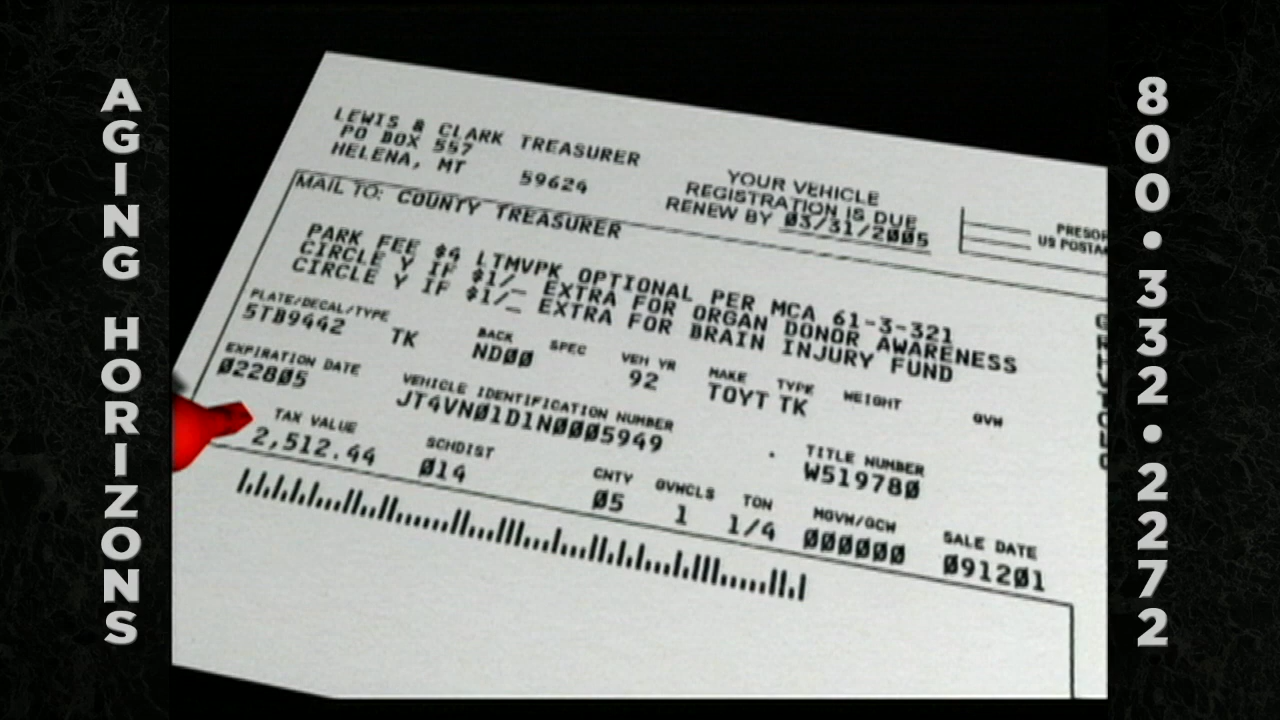 AGING HORIZONS
LEWIS & CLARK TREASURER
PO BOX 557
HELENA, MT 59624
YOUR VEHICLE
REGISTRATION IS DUE
RENEW BY 03/31/2005
PRESOR
US POSTA
MAIL TO: COUNTY TREASURER
PARK FEE $4 LTMVPK OPTIONAL PER MCA 61-3-321
CIRCLE Y IF $1/_ EXTRA FOR ORGAN DONOR AWARENESS
CIRCLE Y IF $1/_ EXTRA FOR BRAIN INJURY FUND
PLATE/DECAL/TYPE BACK SPEC VEH YR MAKE TYPE WEIGHT GVW
5TB9442 TK ND00 92 TOYT TK
EXPIRATION DATE VEHICLE IDENTIFICATION NUMBER TITLE NUMBER
022805 JT4VN01D1N0005949 W519780
TAX VALUE SCHDIST CNTY GVWCLS TON MGVW/GCW SALE DATE
2,512.44 014 05 1 1/4 000000 091201
800•332•2272